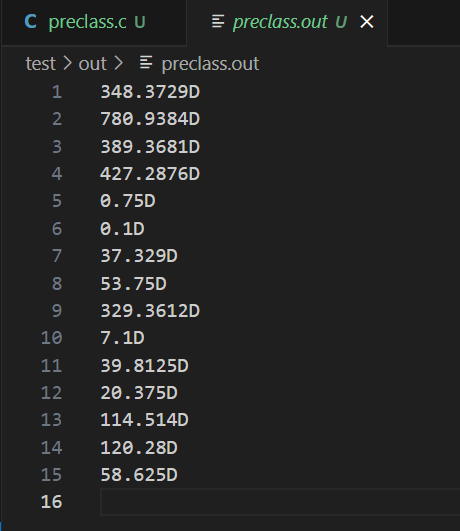 C preclass.c U preclass.out U ×
test > out > preclass.out
1 348.3729D
2 780.9384D
3 389.3681D
4 427.2876D
5 0.75D
6 0.1D
7 37.329D
8 53.75D
9 329.3612D
10 7.1D
11 39.8125D
12 20.375D
13 114.514D
14 120.28D
15 58.625D
16